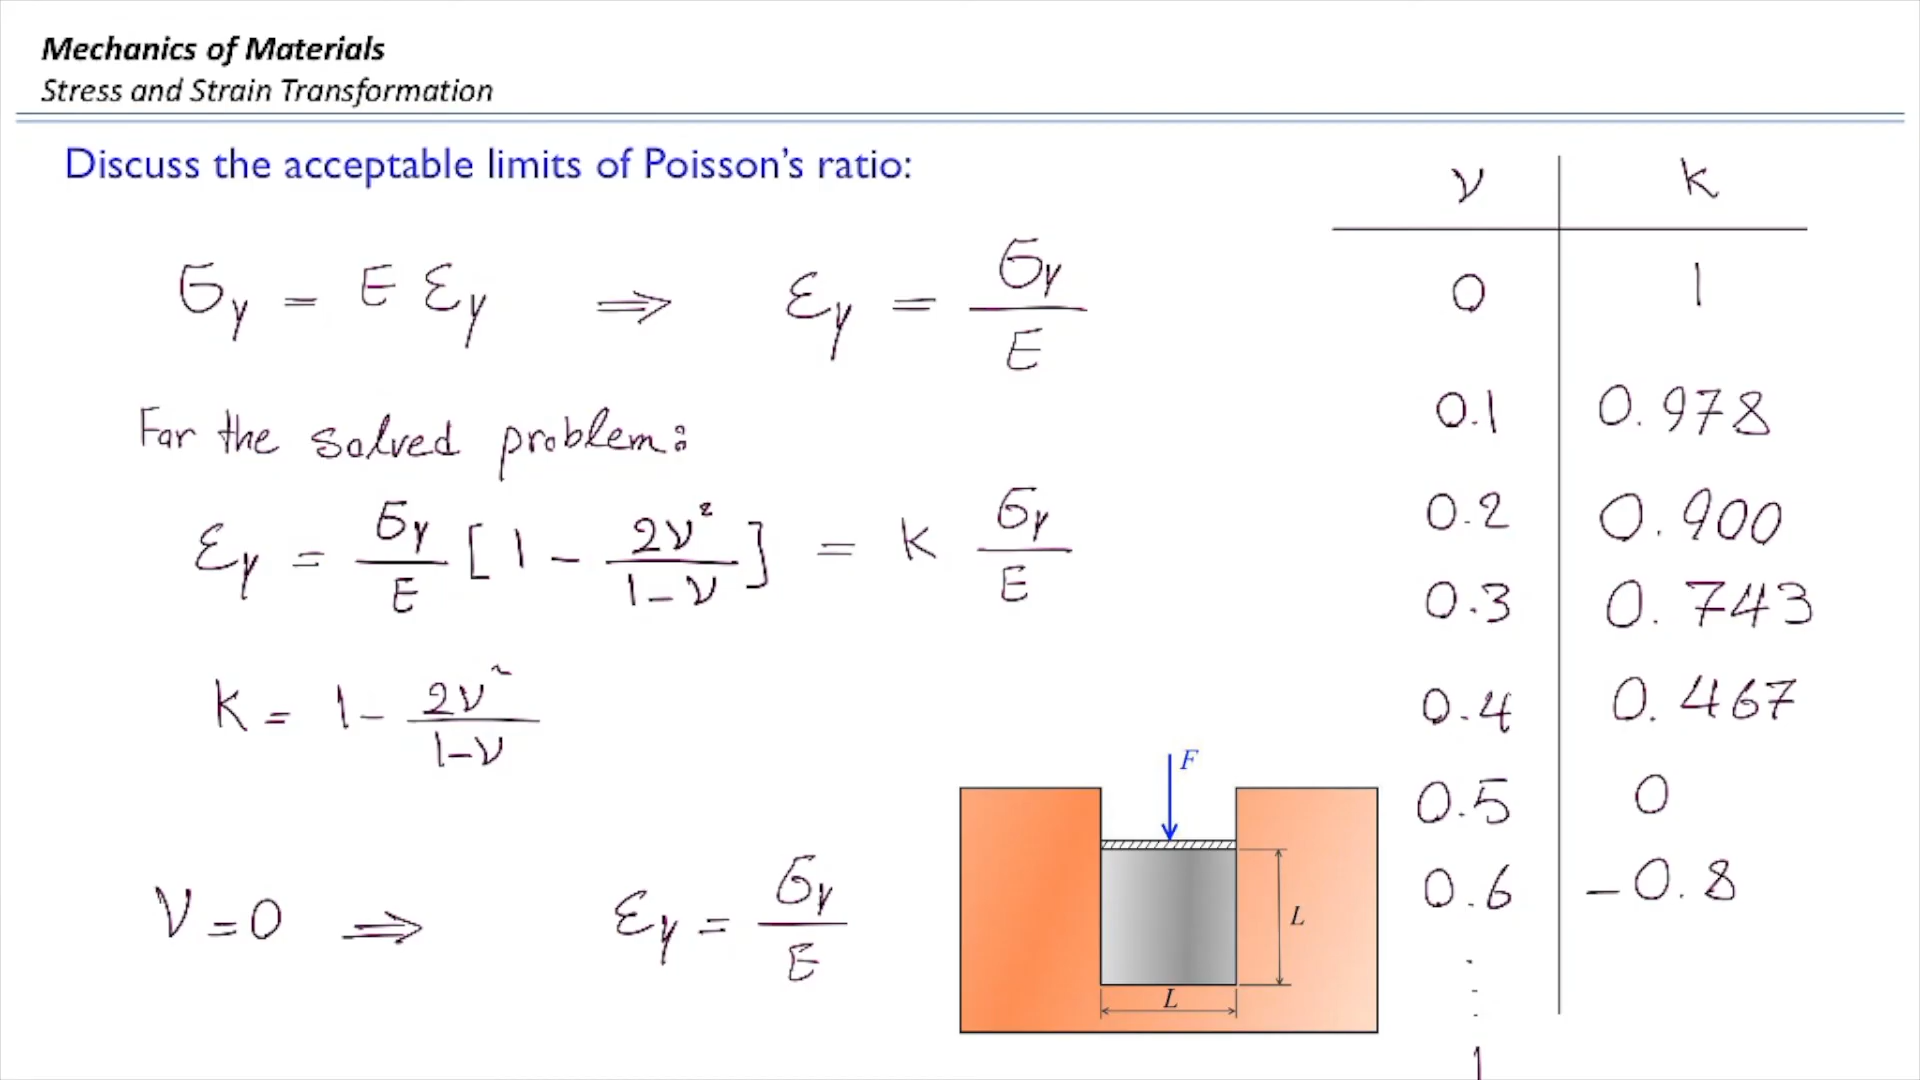 Mechanics of Materials
Stress and Strain Transformation
Discuss the acceptable limits of Poisson's ratio:
σy = E εy ⇒ εy = σy/E
For the solved problem:
εy = σy/E [1 - 2ν²/1-ν] = K σy/E
K = 1 - 2ν²/1-ν
ν=0 ⇒ εy = σy/E
F
L
L
ν K
0 1
0.1 0.978
0.2 0.900
0.3 0.743
0.4 0.467
0.5 0
0.6 -0.8
⋮
1